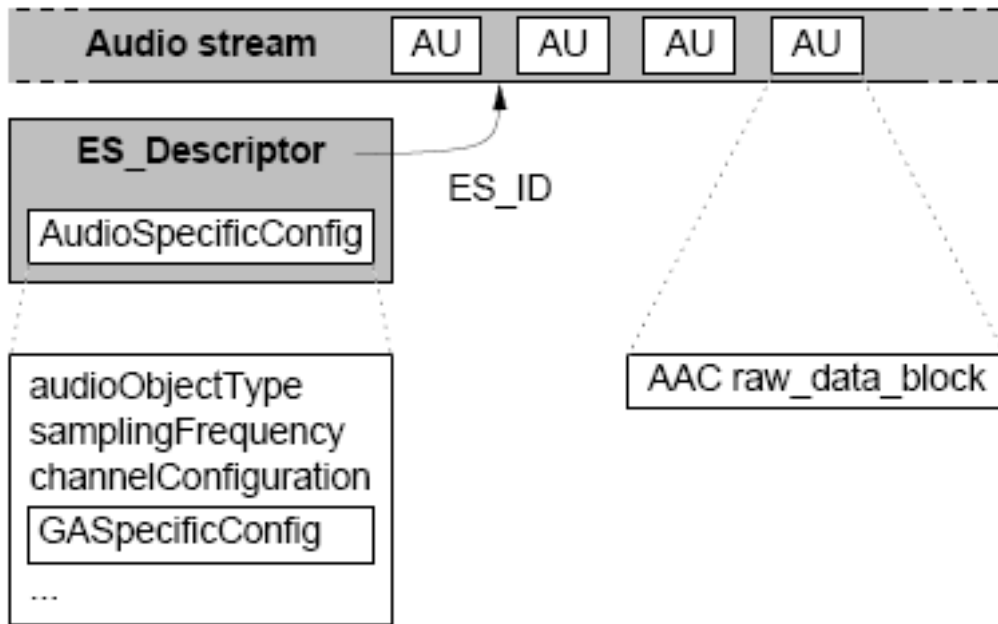 Audio stream AU AU AU AU
ES_Descriptor
ES_ID
AudioSpecificConfig
audioObjectType
samplingFrequency
channelConfiguration
GASpecificConfig
...
AAC raw_data_block